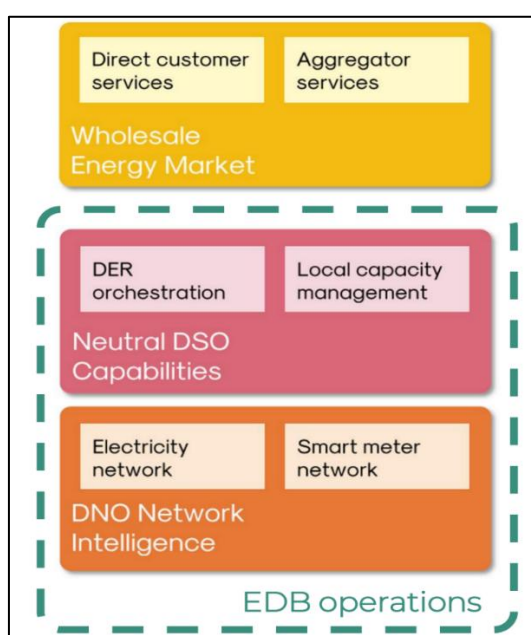 Direct customer
services
Aggregator
services
Wholesale
Energy Market
DER
orchestration
Local capacity
management
Neutral DSO
Capabilities
Electricity
network
Smart meter
network
DNO Network
Intelligence
EDB operations